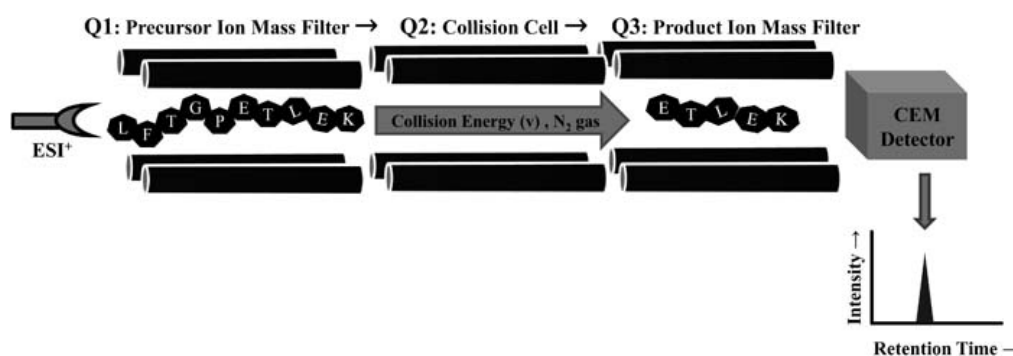 Q1: Precursor Ion Mass Filter → Q2: Collision Cell → Q3: Product Ion Mass Filter
ESI⁺
L F T G P E T L E K
Collision Energy (v) , N₂ gas
E T L E K
CEM
Detector
Intensity →
Retention Time –